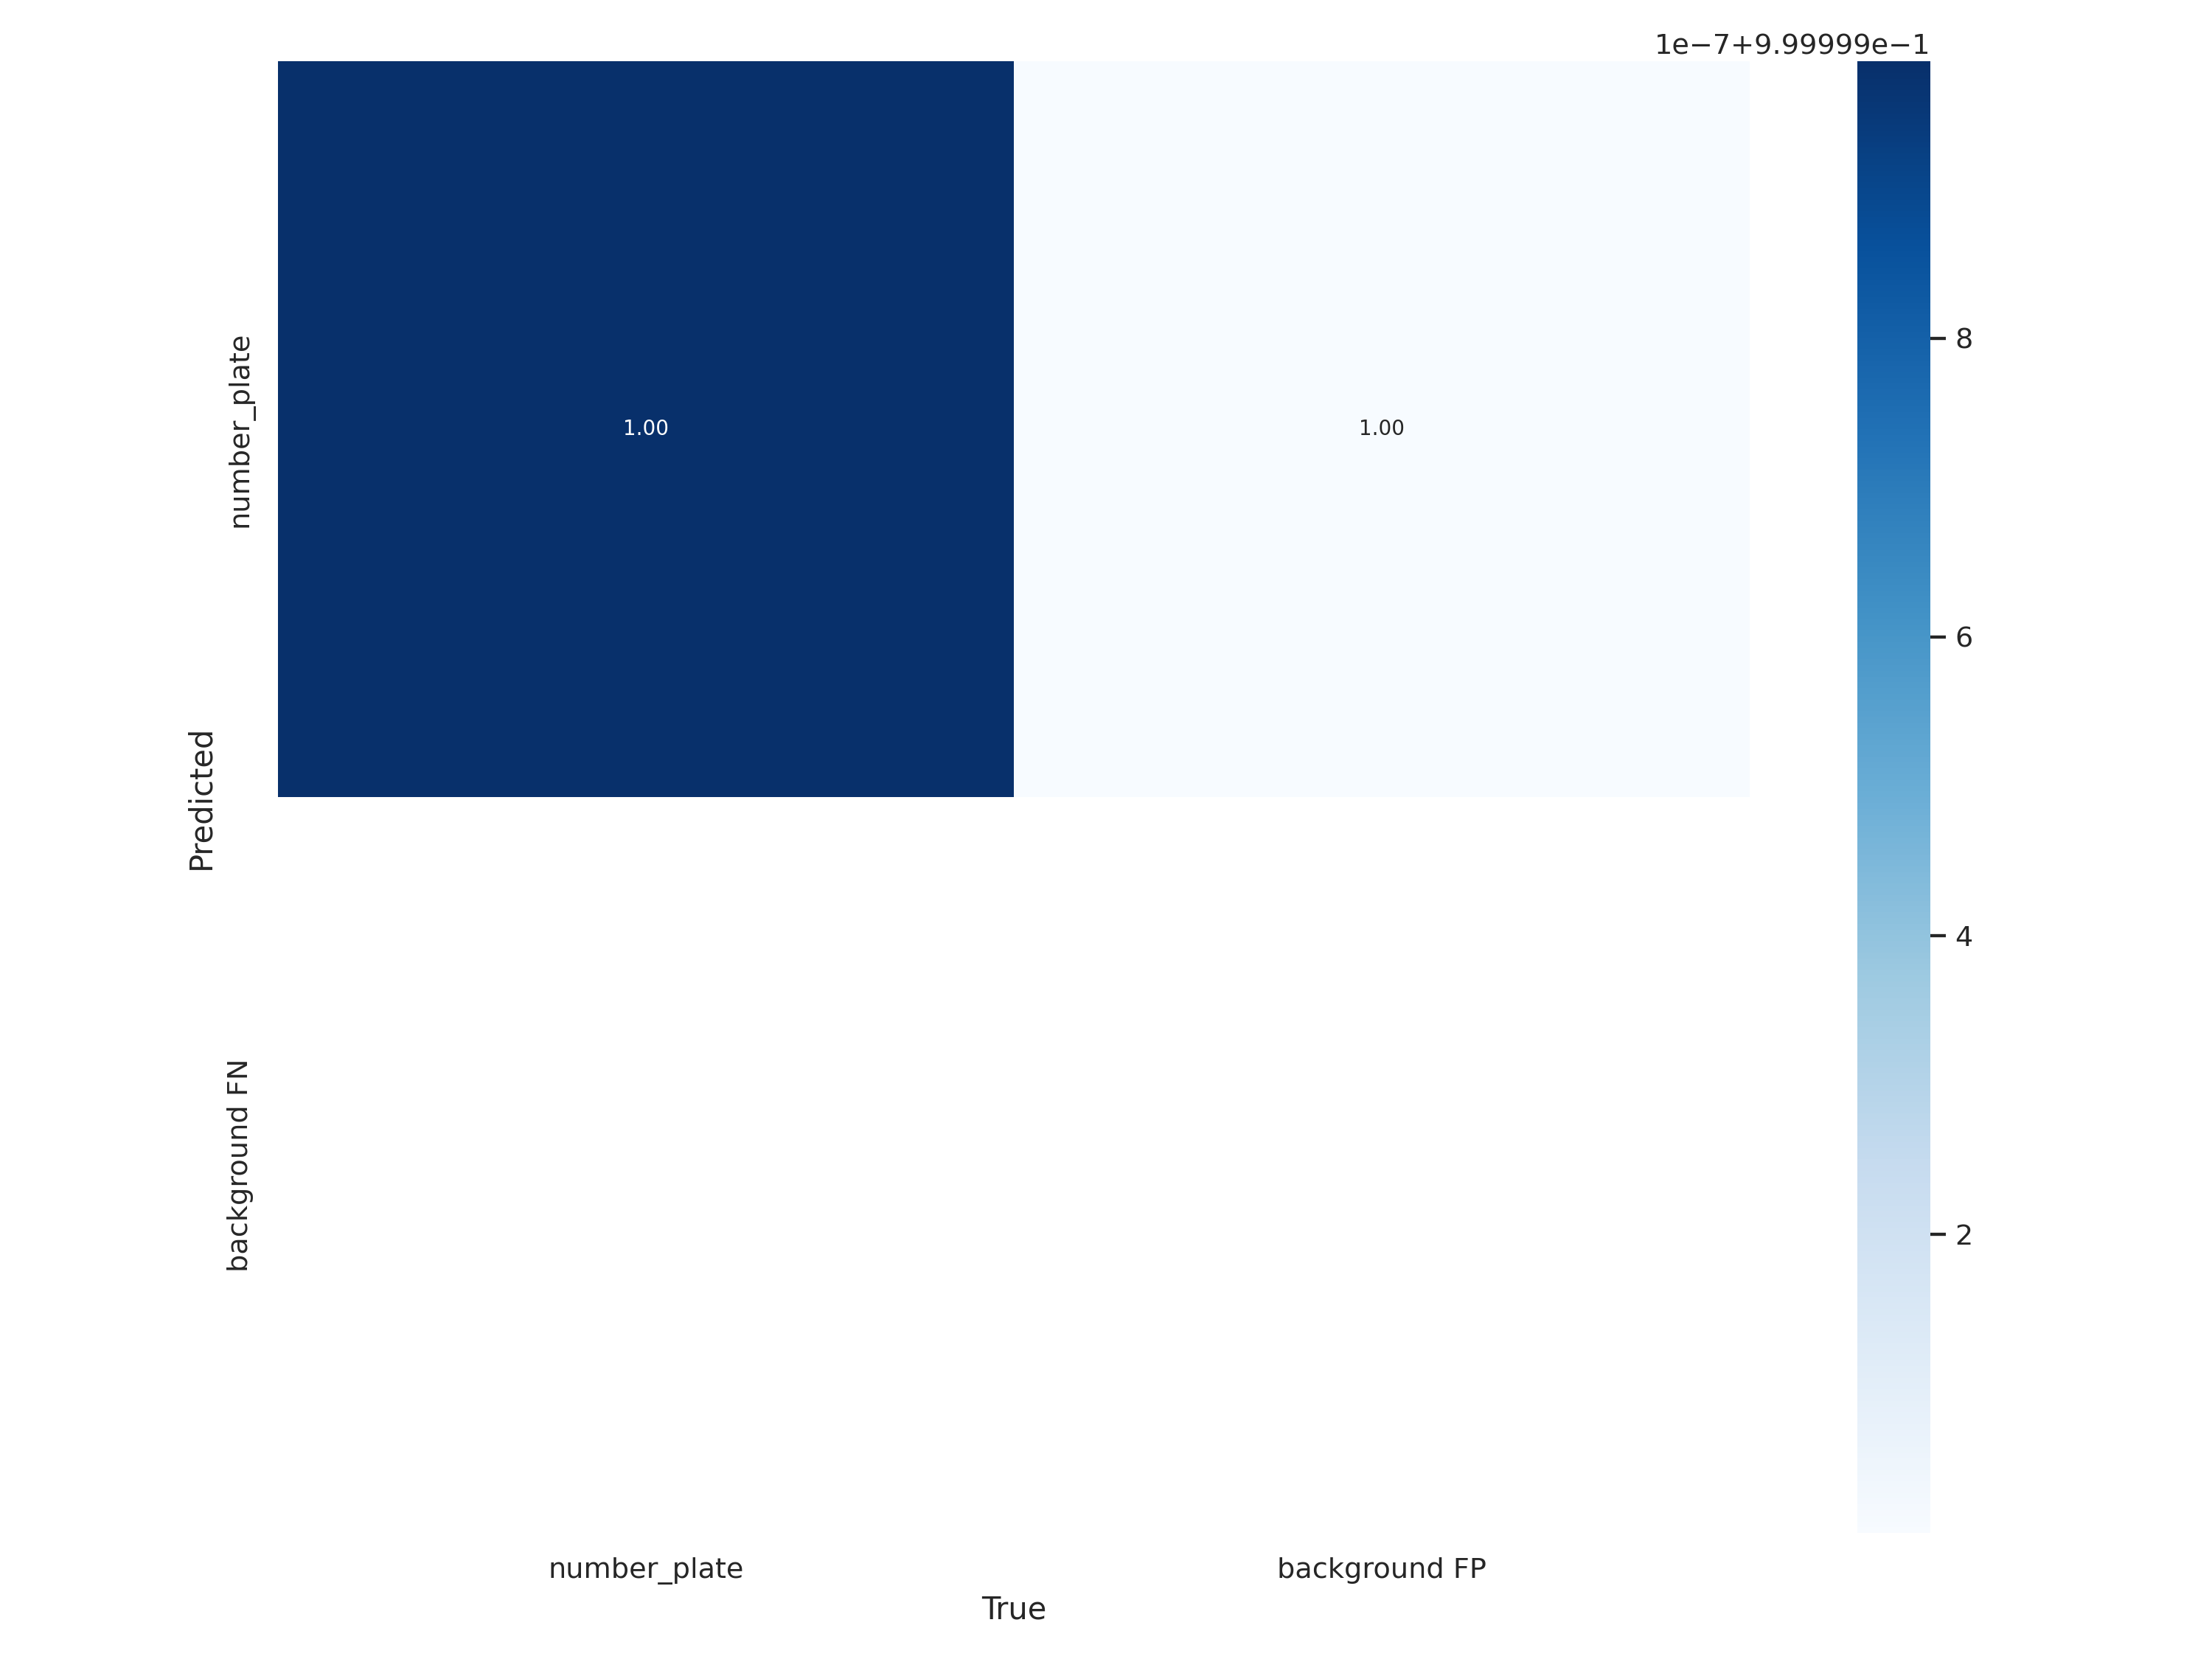 1e−7+9.99999e−1
number_plate
1.00
1.00
8
6
4
2
Predicted
background FN
number_plate
background FP
True